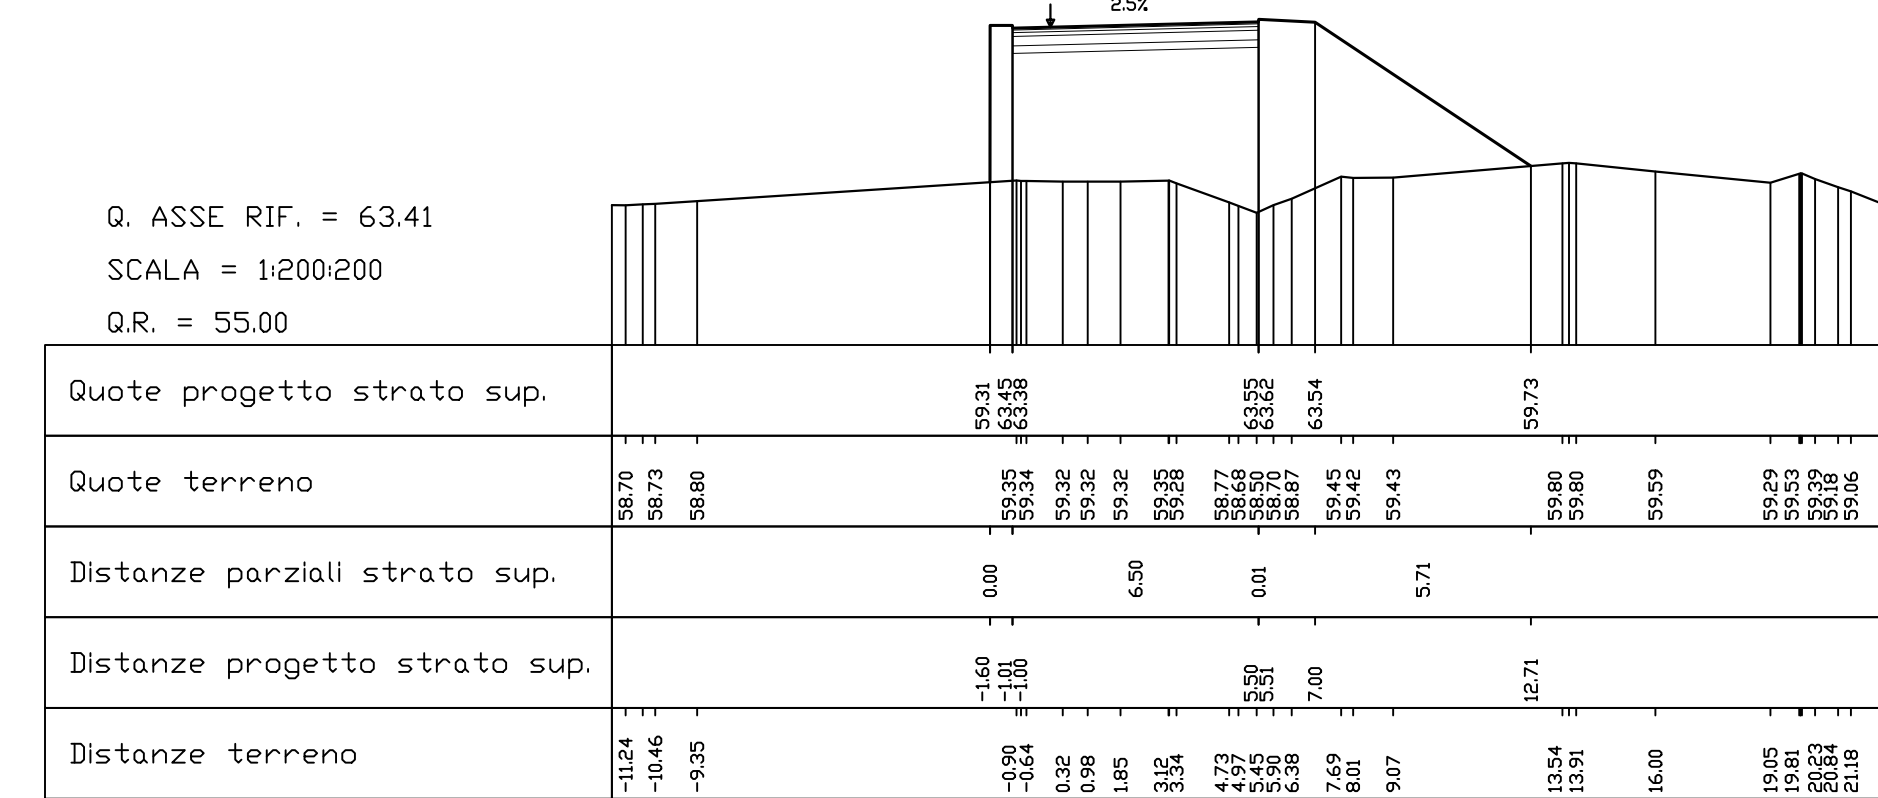 2.5%
Q. ASSE RIF. = 63.41
SCALA = 1:200:200
Q.R. = 55.00
Quote progetto strato sup. 59.31 63.45 63.38 63.55 63.62 63.54 59.73
Quote terreno 58.70 58.73 58.80 59.35 59.34 59.32 59.32 59.32 59.35 59.28 58.77 58.68 58.50 58.70 58.87 59.45 59.42 59.43 59.80 59.80 59.59 59.29 59.53 59.39 59.18 59.06
Distanze parziali strato sup. 0.00 6.50 0.01 5.71
Distanze progetto strato sup. -1.60 -1.01 -1.00 5.50 5.51 7.00 12.71
Distanze terreno -11.24 -10.46 -9.35 -0.90 -0.64 0.32 0.98 1.85 3.12 3.34 4.73 4.97 5.45 5.90 6.38 7.69 8.01 9.07 13.54 13.91 16.00 19.05 19.81 20.23 20.84 21.18